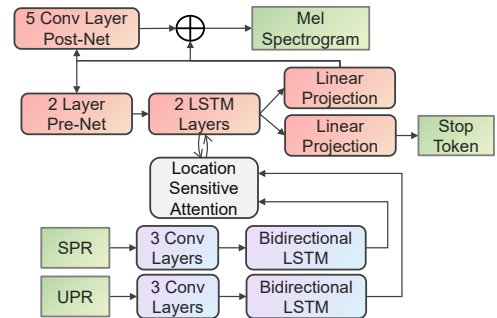 5 Conv Layer
Post-Net
Mel
Spectrogram
Linear
Projection
2 Layer
Pre-Net
2 LSTM
Layers
Linear
Projection
Stop
Token
Location
Sensitive
Attention
SPR
3 Conv
Layers
Bidirectional
LSTM
UPR
3 Conv
Layers
Bidirectional
LSTM